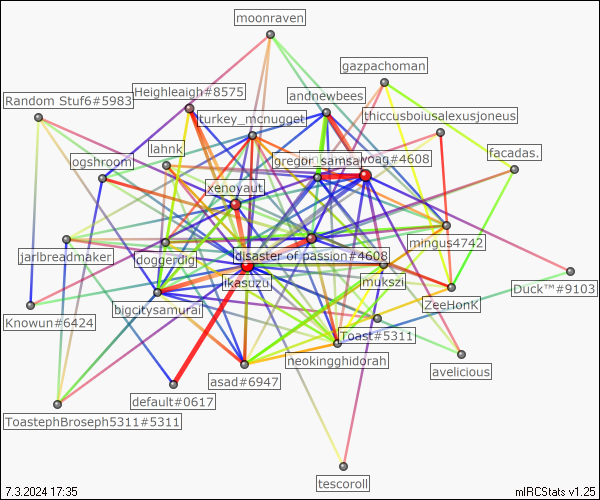 moonraven
gazpachoman
Heighleigh#8575
andnewbees
Random Stuf6#5983
turkey_mcnugget
thiccusboiusalexusjoneus
lahnk
gregor_samsa
woag#4608
facadas.
ogshroom
xenoyaut
jarlbreadmaker
doggerdig
disaster of passion#4608
mingus4742
ikasuzu
mukszi
Duck™#9103
Knowun#6424
bigcitysamurai
ZeeHonK
Toast#5311
neokingghidorah
avelicious
asad#6947
default#0617
ToastephBroseph5311#5311
tescoroll
7.3.2024 17:35
mIRCStats v1.25